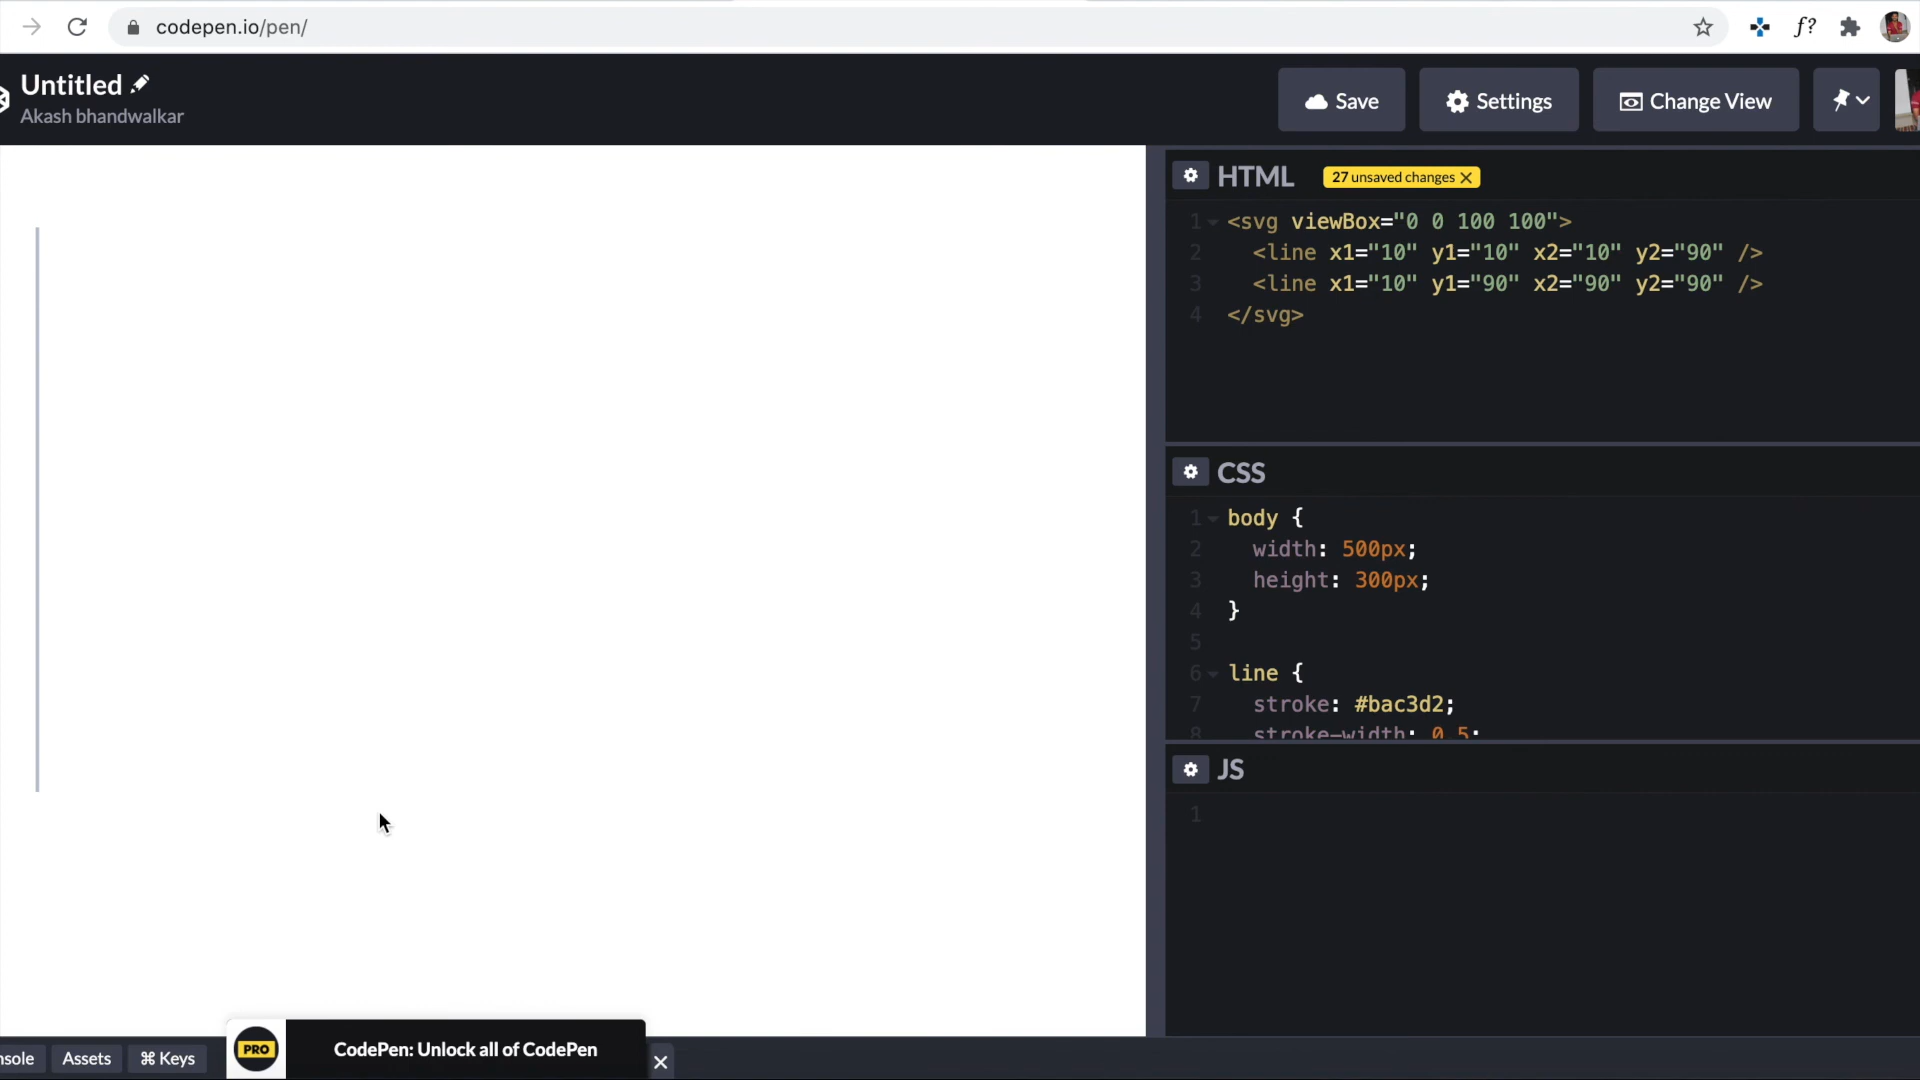 codepen.io/pen/
f?
Untitled
Akash bhandwalkar
Save
Settings
Change View
HTML
27 unsaved changes
1 <svg viewBox="0 0 100 100">
2 <line x1="10" y1="10" x2="10" y2="90" />
3 <line x1="10" y1="90" x2="90" y2="90" />
4 </svg>
CSS
1 body {
2 width: 500px;
3 height: 300px;
4 }
5
6 line {
7 stroke: #bac3d2;
8 stroke-width: 0.5;
JS
1
nsole
Assets
⌘ Keys
PRO
CodePen: Unlock all of CodePen